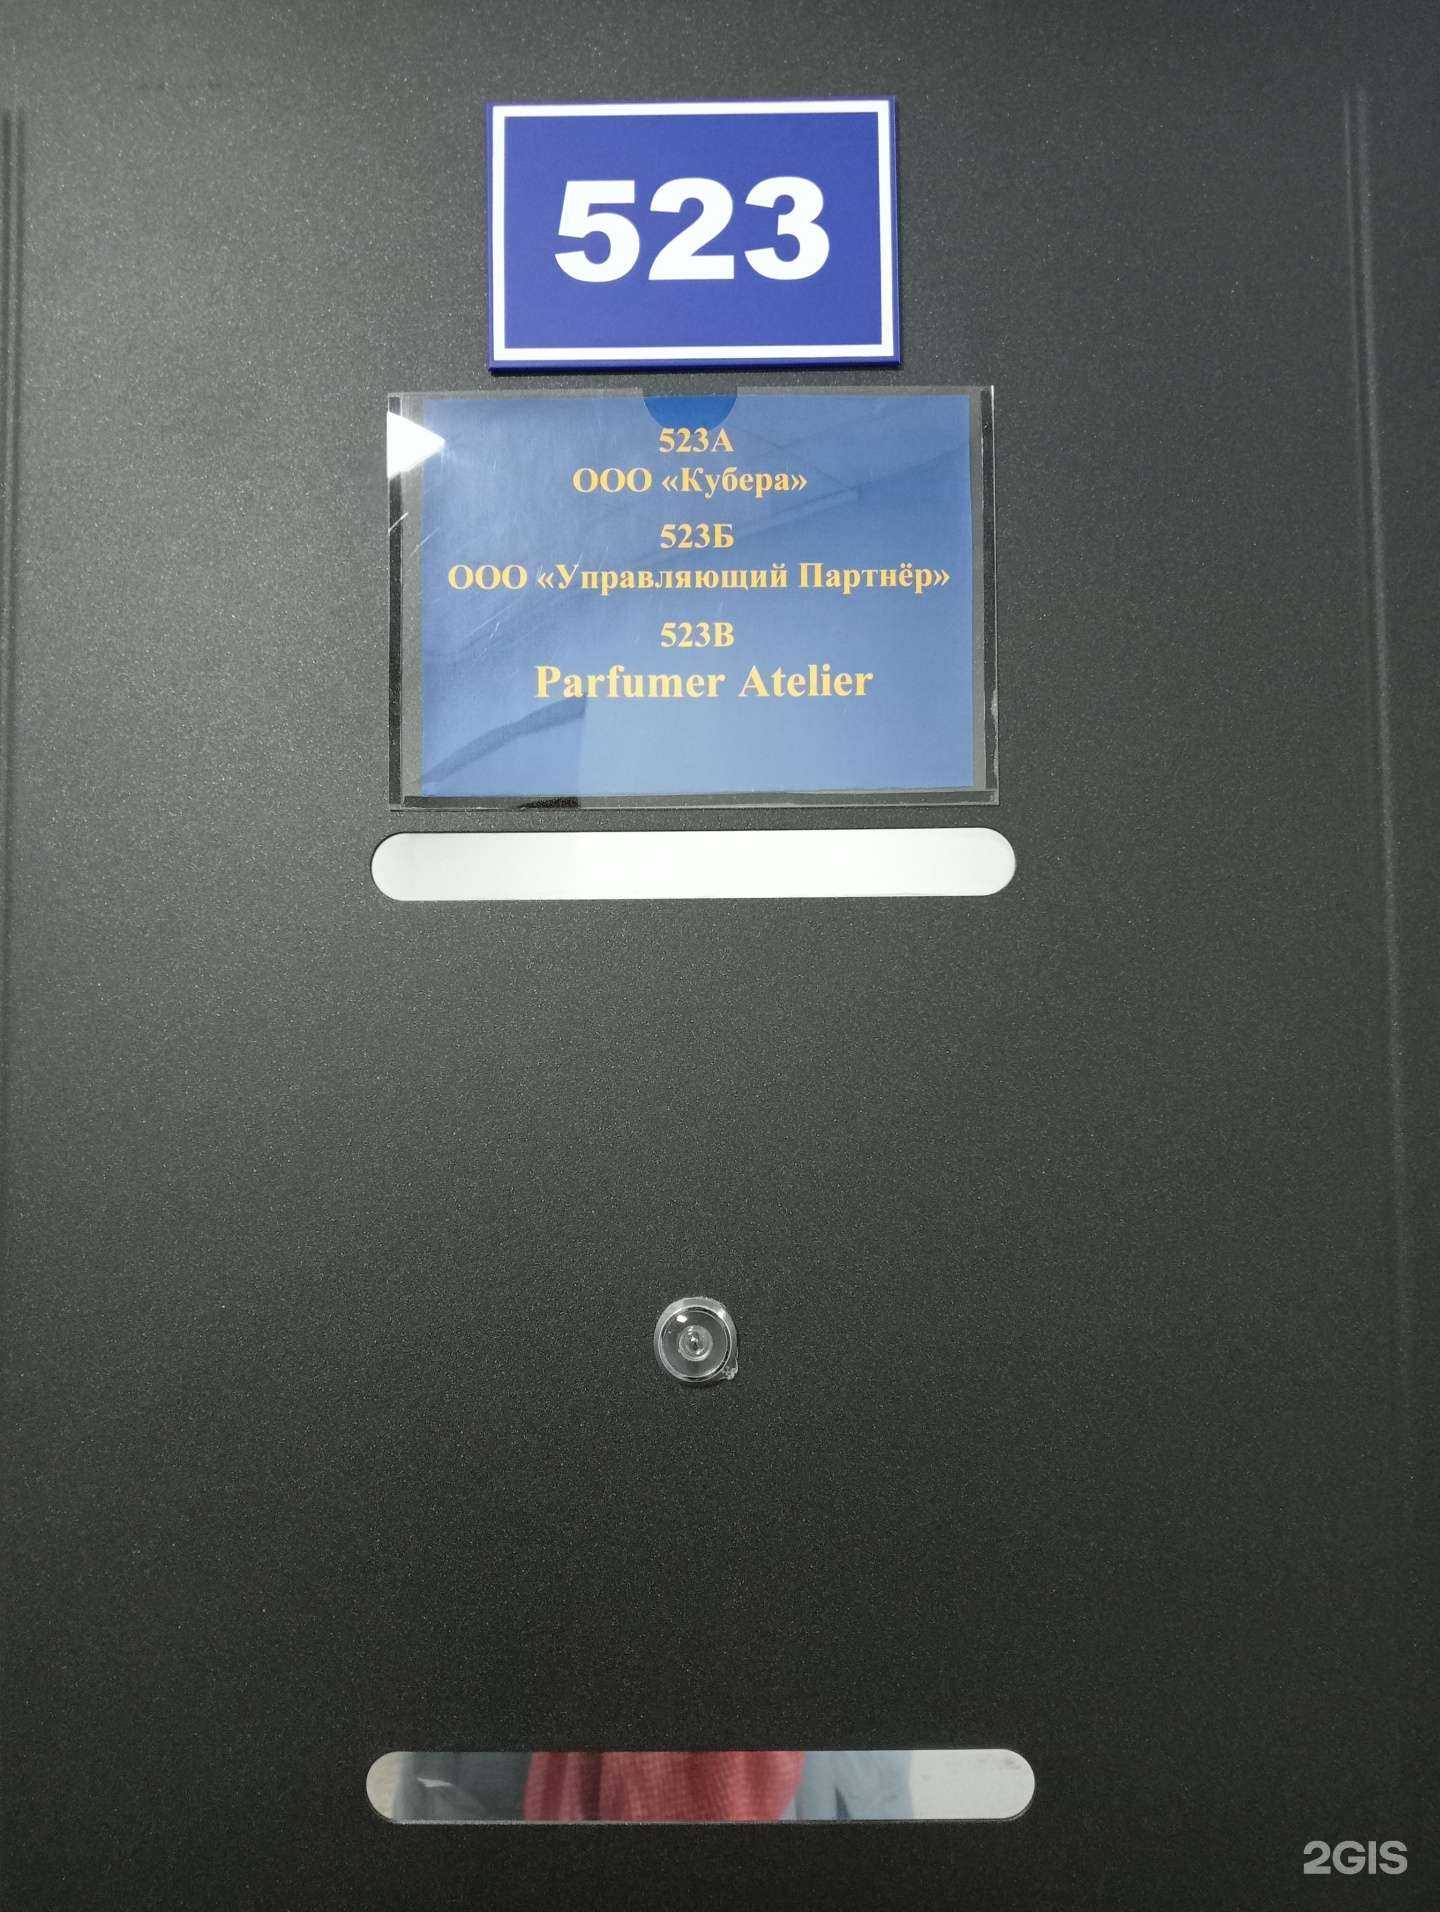 523
523А
ООО «Кубера»
523Б
ООО «Управляющий Партнёр»
523В
Parfumer Atelier
2GIS